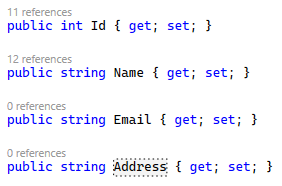 11 references
public int Id { get; set; }
12 references
public string Name { get; set; }
0 references
public string Email { get; set; }
0 references
public string Address { get; set; }